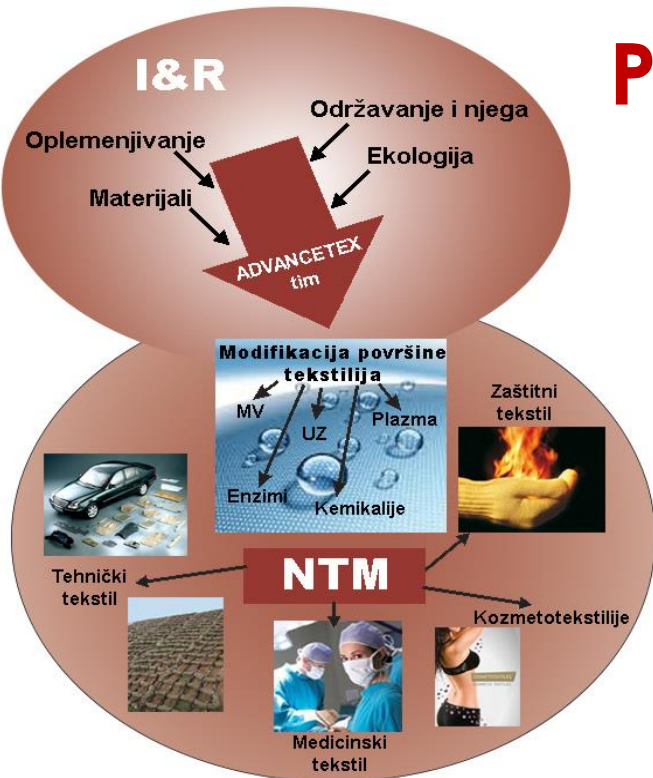 P
I&R
Održavanje i njega
Oplemenjivanje
Ekologija
Materijali
ADVANCETEX
tim
Modifikacija površine
tekstilija
MV
UZ
Plazma
Enzimi
Kemikalije
Zaštitni
tekstil
NTM
Tehnički
tekstil
Kozmetotekstilije
Medicinski
tekstil